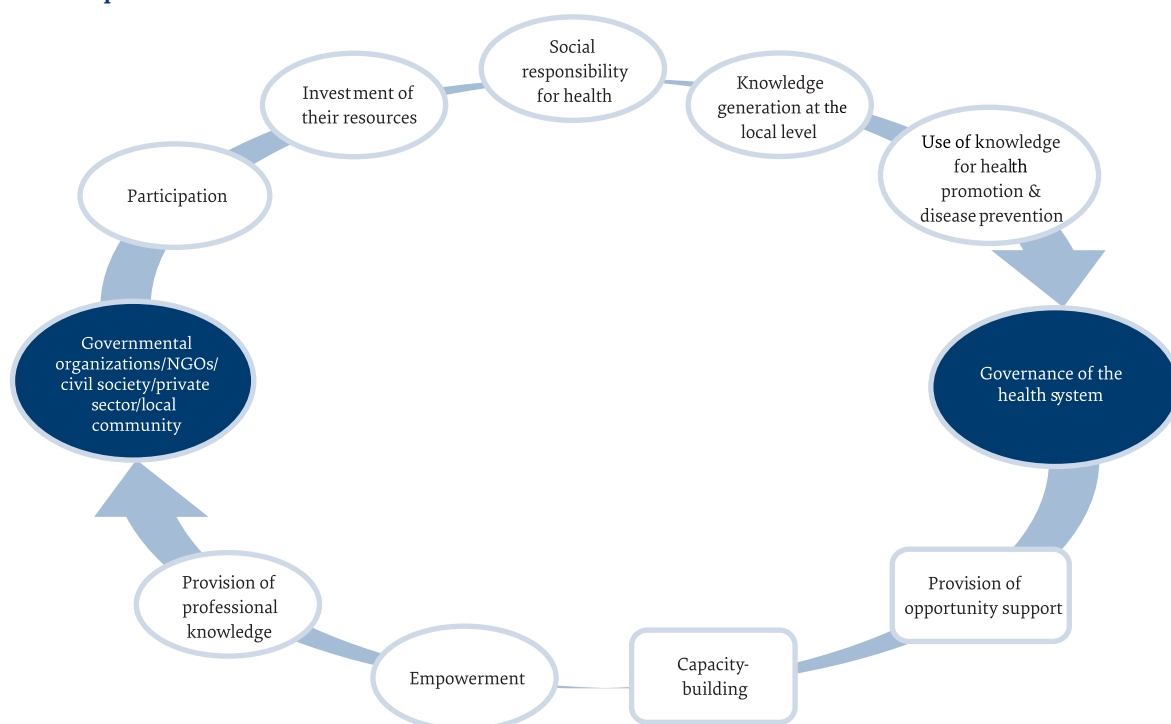 Social
responsibility
for health
Investment of
their resources
Knowledge
generation at the
local level
Use of knowledge
for health
promotion &
disease prevention
Participation
Governmental
organizations/NGOs/
civil society/private
sector/local
community
Governance of the
health system
Provision of
professional
knowledge
Provision of
opportunity support
Empowerment
Capacity-
building